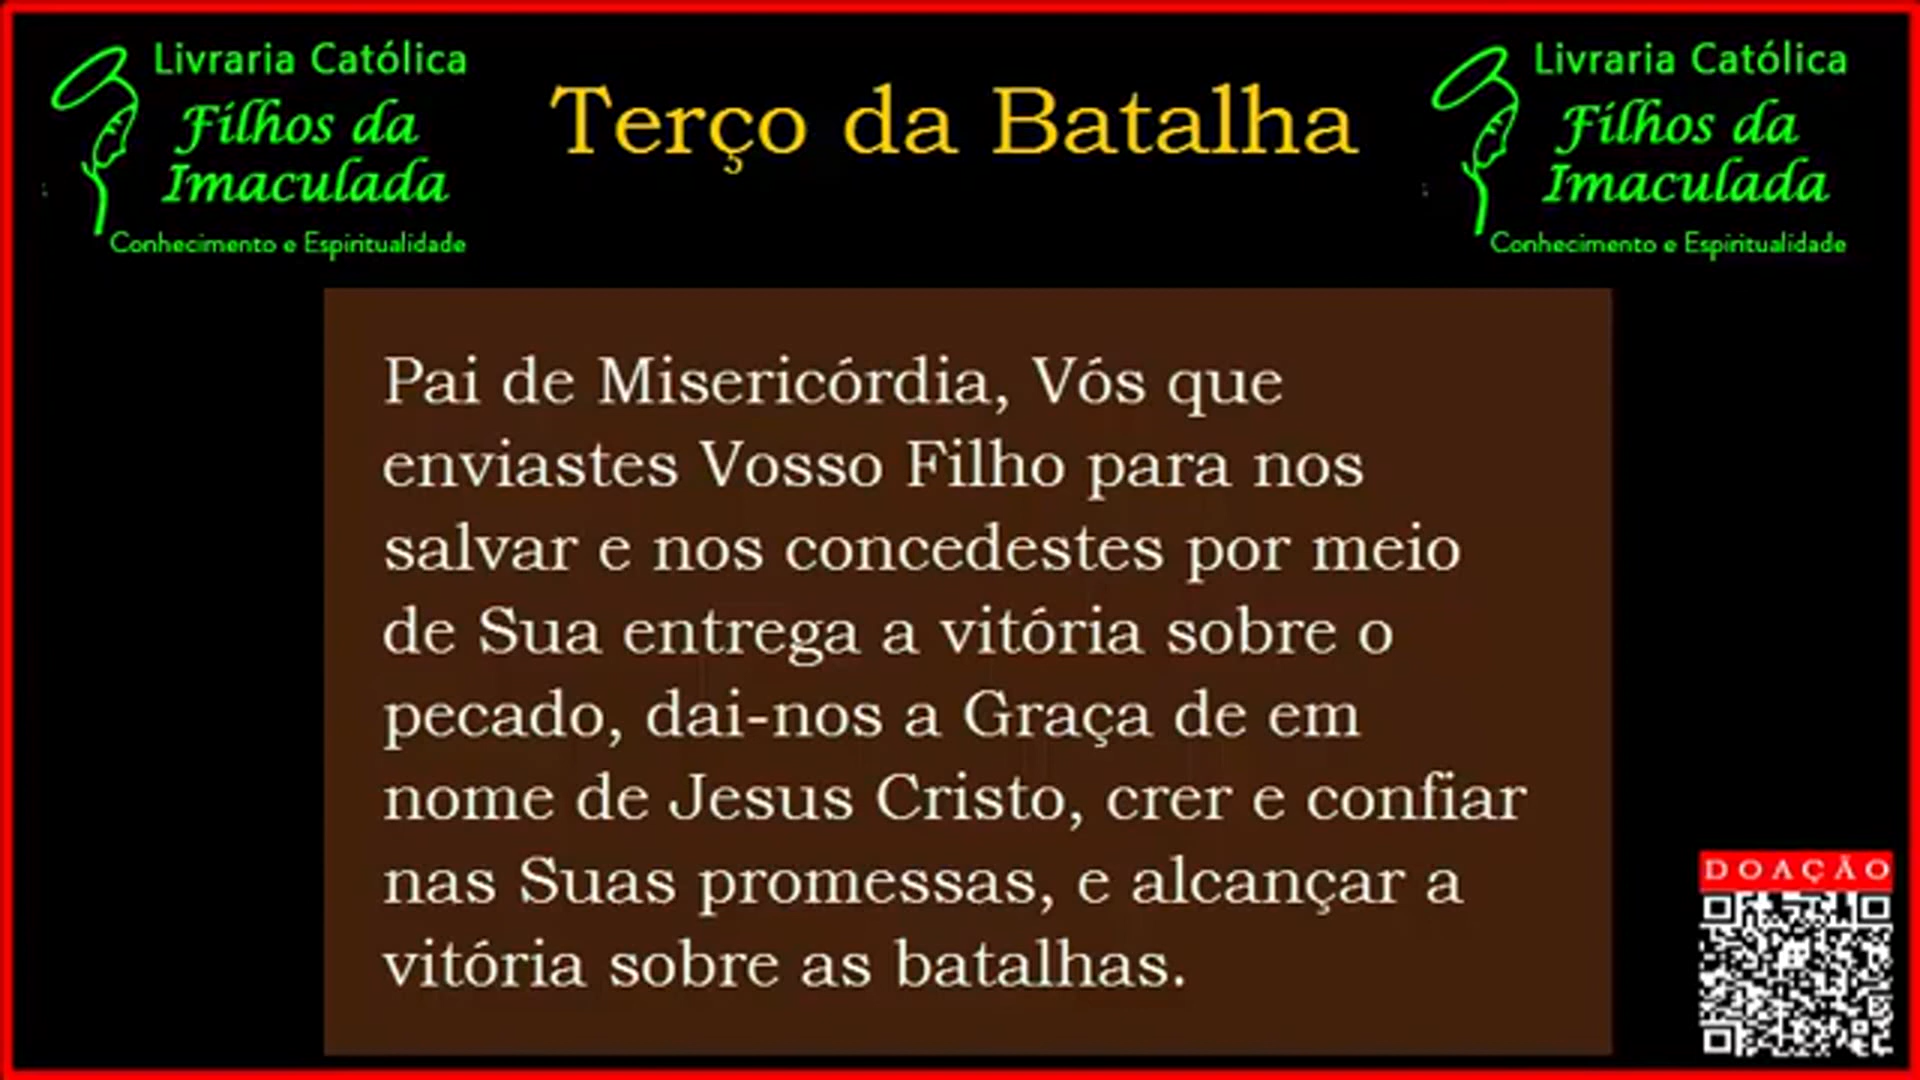 Livraria Católica
Filhos da
Imaculada
Conhecimento e Espiritualidade
Terço da Batalha
Livraria Católica
Filhos da
Imaculada
Conhecimento e Espiritualidade
Pai de Misericórdia, Vós que
enviastes Vosso Filho para nos
salvar e nos concedestes por meio
de Sua entrega a vitória sobre o
pecado, dai-nos a Graça de em
nome de Jesus Cristo, crer e confiar
nas Suas promessas, e alcançar a
vitória sobre as batalhas.
DOAÇÃO